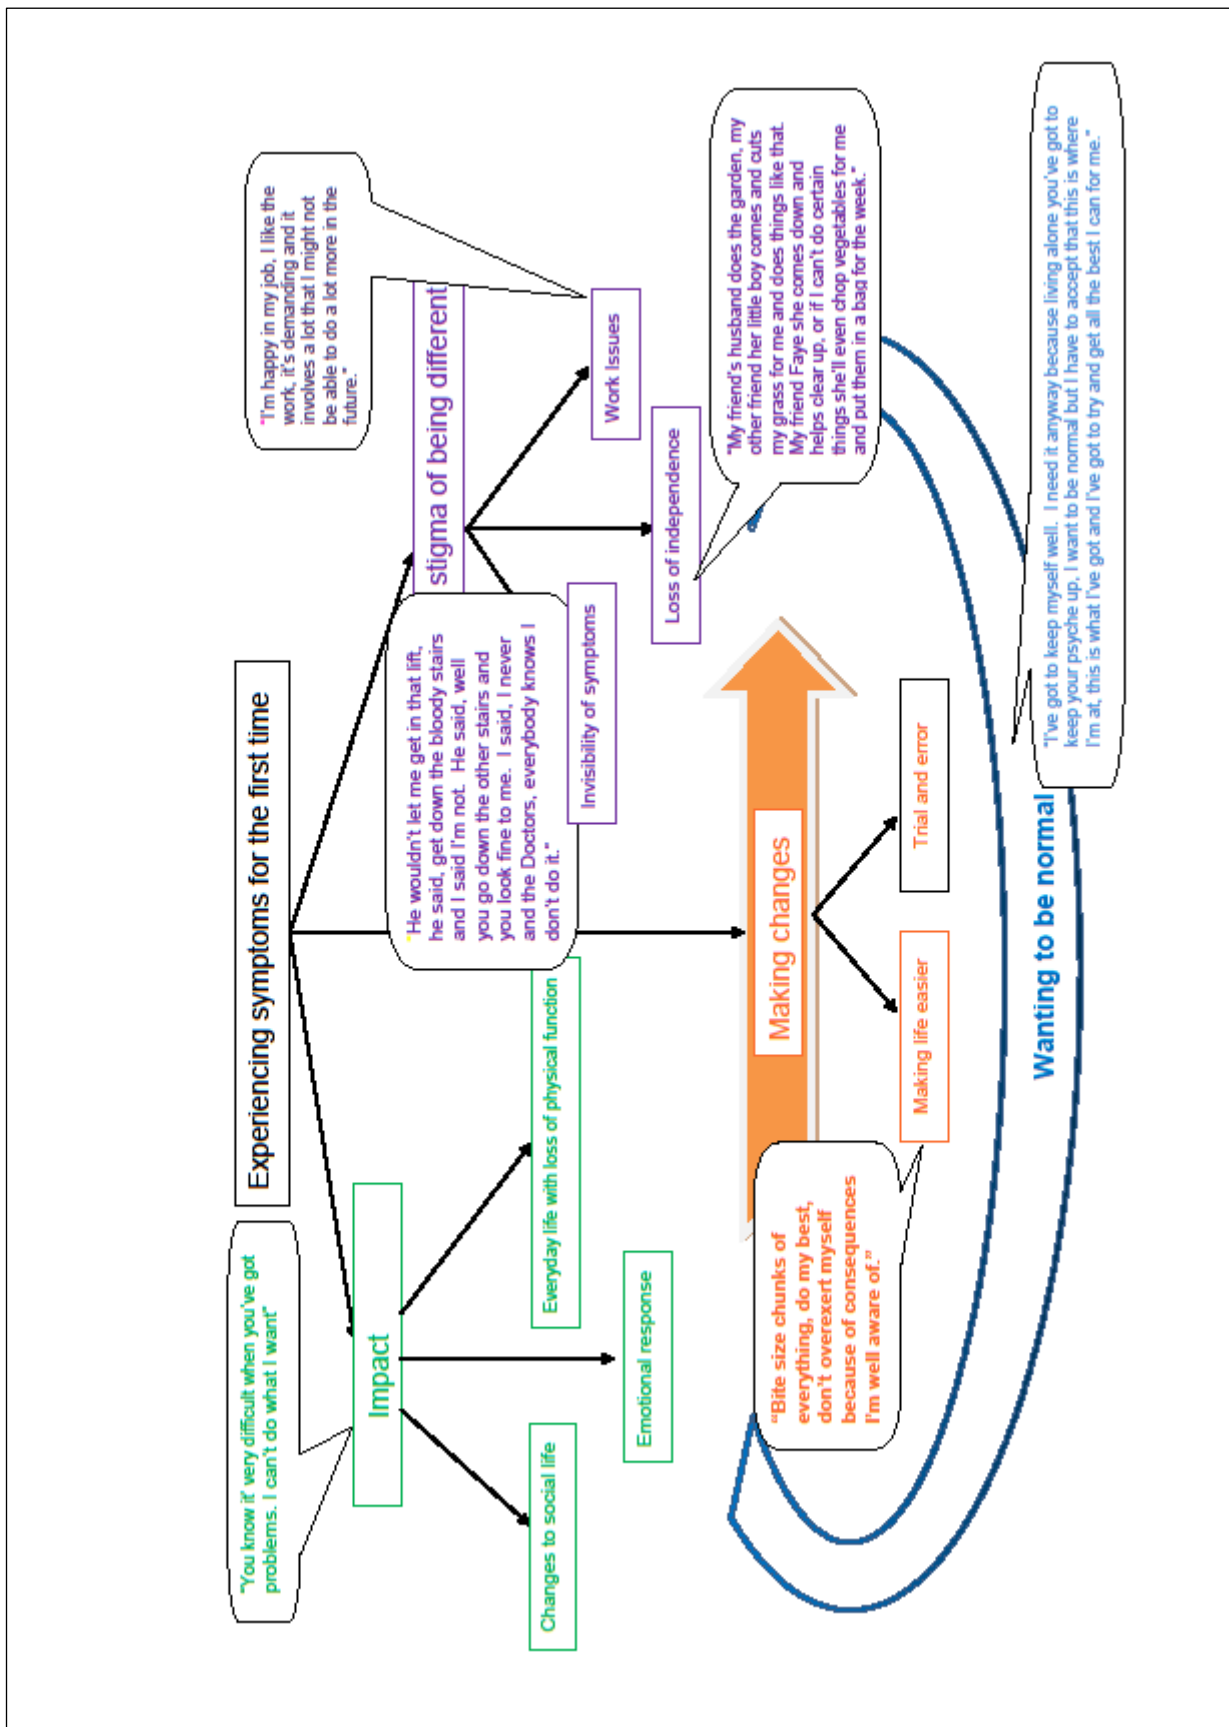 Experiencing symptoms for the first time
"You know it' very difficult when you've got
problems. I can't do what I want"
Impact
Changes to social life
Emotional response
Everyday life with loss of physical function
stigma of being different
"He wouldn't let me get in that lift,
he said, get down the bloody stairs
and I said I'm not.  He said, well
you go down the other stairs and
you look fine to me.  I said, I never
and the Doctors, everybody knows I
don't do it."
Invisibility of symptoms
Loss of independence
Work Issues
"I'm happy in my job, I like the
work, it's demanding and it
involves a lot that I might not
be able to do a lot more in the
future."
"My friend's husband does the garden, my
other friend her little boy comes and cuts
my grass for me and does things like that.
My friend Faye she comes down and
helps clear up, or if I can't do certain
things she'll even chop vegetables for me
and put them in a bag for the week."
Making changes
Making life easier
Trial and error
"Bite size chunks of
everything, do my best,
don't overexert myself
because of consequences
I'm well aware of."
Wanting to be normal
"I've got to keep myself well.  I need it anyway because living alone you've got to
keep your psyche up, I want to be normal but I have to accept that this is where
I'm at, this is what I've got and I've got to try and get all the best I can for me."